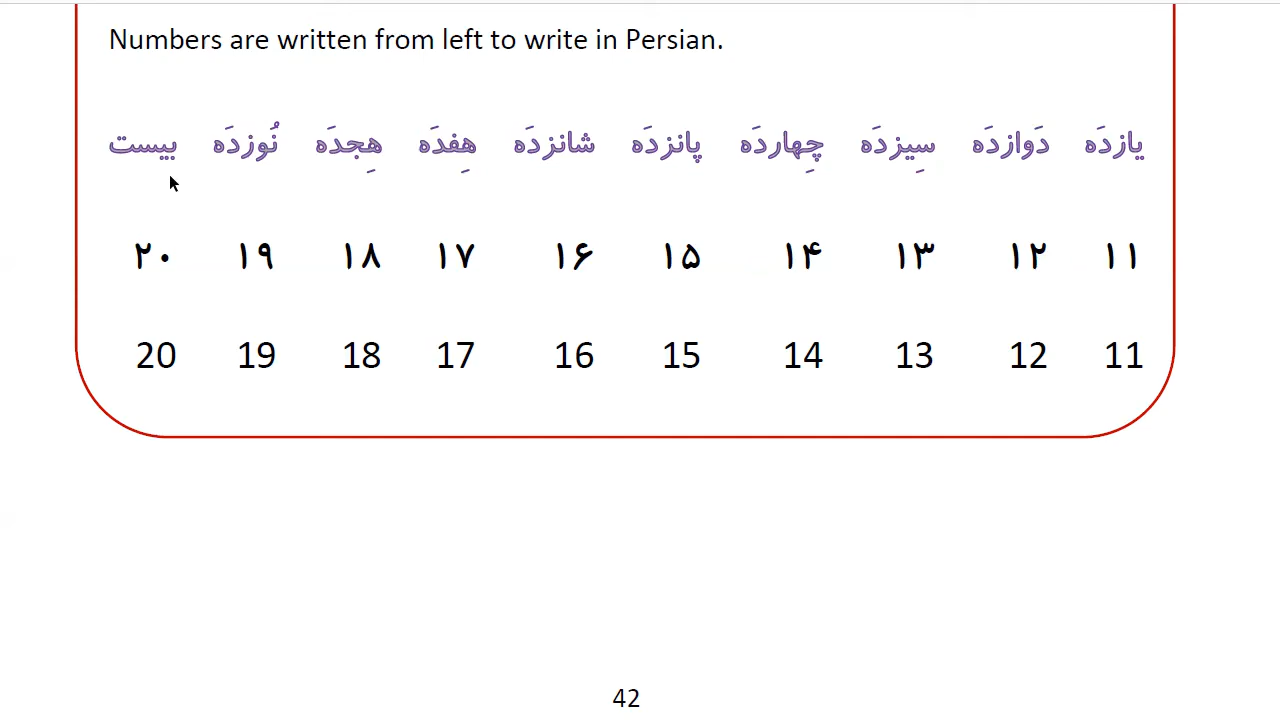 Numbers are written from left to write in Persian.
یازدَه دَوازدَه سِیزدَه چِهاردَه پانزدَه شانزدَه هِفدَه هِجدَه نُوزدَه بیست
۱۱ ۱۲ ۱۳ ۱۴ ۱۵ ۱۶ ۱۷ ۱۸ ۱۹ ۲۰
20 19 18 17 16 15 14 13 12 11
42